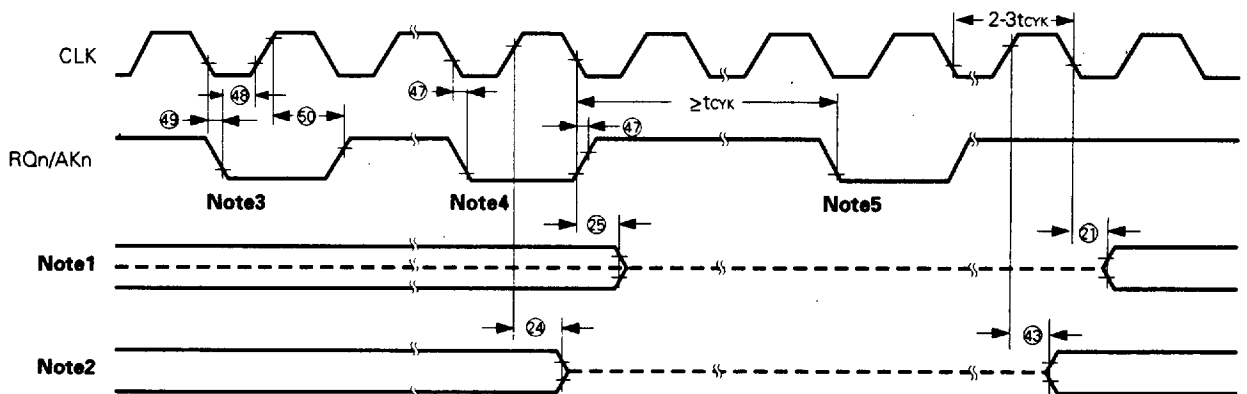 2-3tCYK
CLK
㊼
㊽
㊾
㊿
≥tCYK
㊼
RQn/AKn
Note3
Note4
Note5
㉕
㉑
Note1
㉔
㊸
Note2